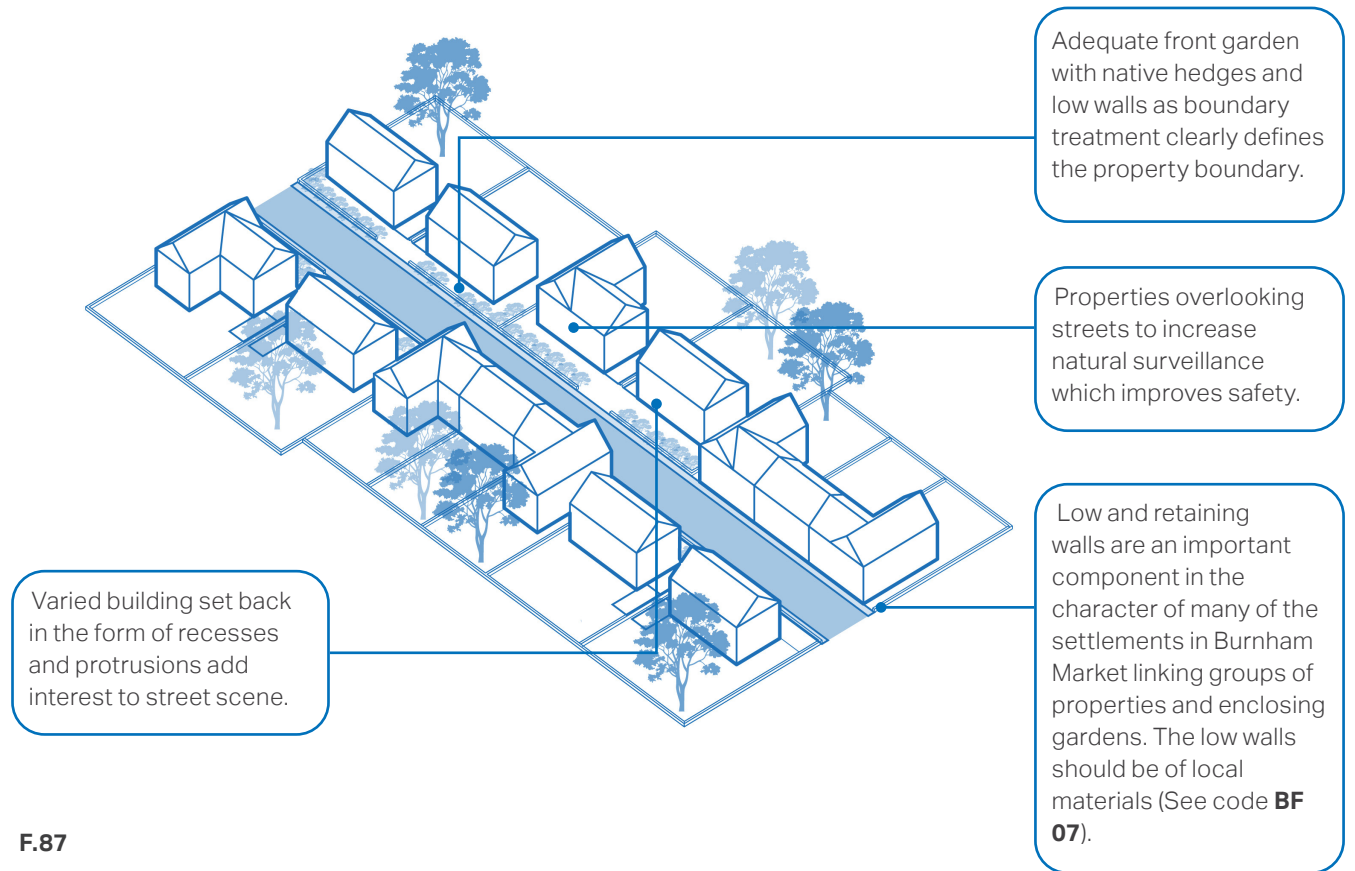 Adequate front garden
with native hedges and
low walls as boundary
treatment clearly defines
the property boundary.
Properties overlooking
streets to increase
natural surveillance
which improves safety.
Low and retaining
walls are an important
component in the
character of many of the
settlements in Burnham
Market linking groups of
properties and enclosing
gardens. The low walls
should be of local
materials (See code BF
07).
Varied building set back
in the form of recesses
and protrusions add
interest to street scene.
F.87